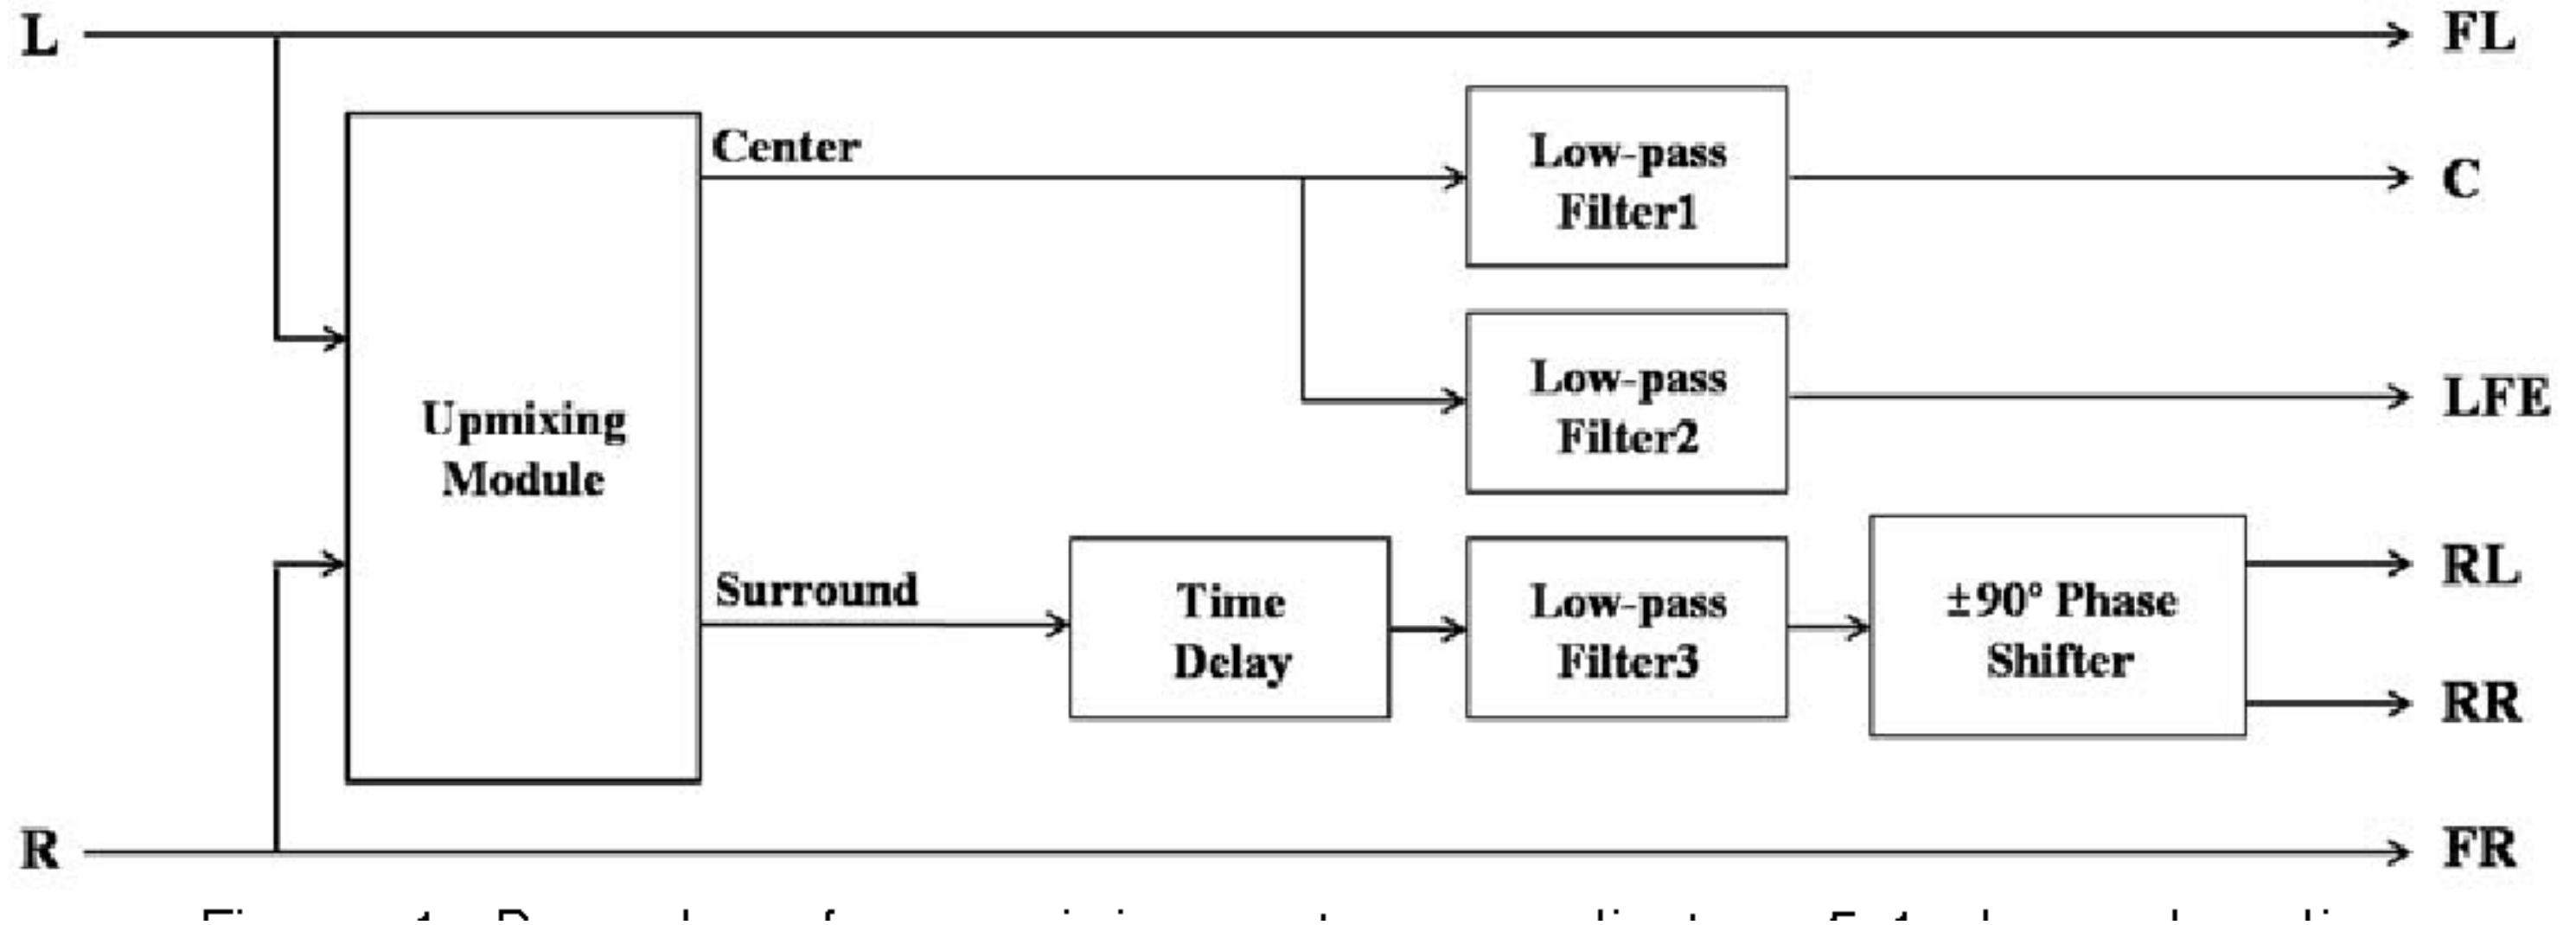 L
FL
Center
Low-pass
Filter1
C
Low-pass
Filter2
LFE
Upmixing
Module
Surround
Time
Delay
Low-pass
Filter3
±90° Phase
Shifter
RL
RR
R
FR